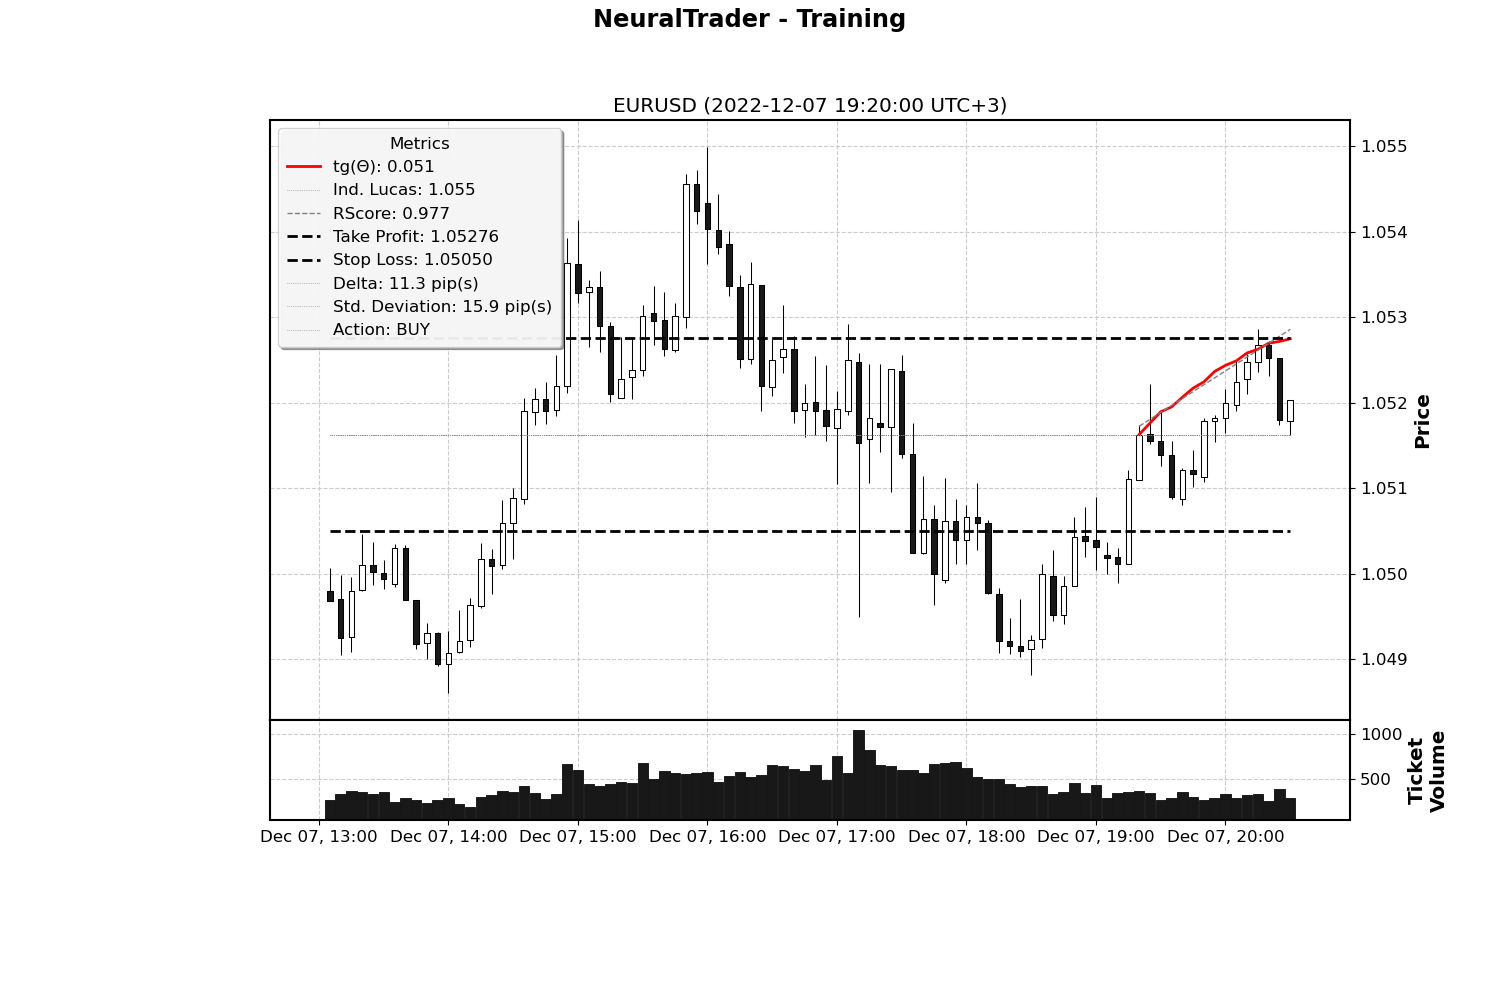 NeuralTrader - Training
EURUSD (2022-12-07 19:20:00 UTC+3)
Metrics
tg(Θ): 0.051
Ind. Lucas: 1.055
RScore: 0.977
Take Profit: 1.05276
Stop Loss: 1.05050
Delta: 11.3 pip(s)
Std. Deviation: 15.9 pip(s)
Action: BUY
1.055
1.054
1.053
1.052
1.051
1.050
1.049
Price
1000
500
Ticket
Volume
Dec 07, 13:00 Dec 07, 14:00 Dec 07, 15:00 Dec 07, 16:00 Dec 07, 17:00 Dec 07, 18:00 Dec 07, 19:00 Dec 07, 20:00